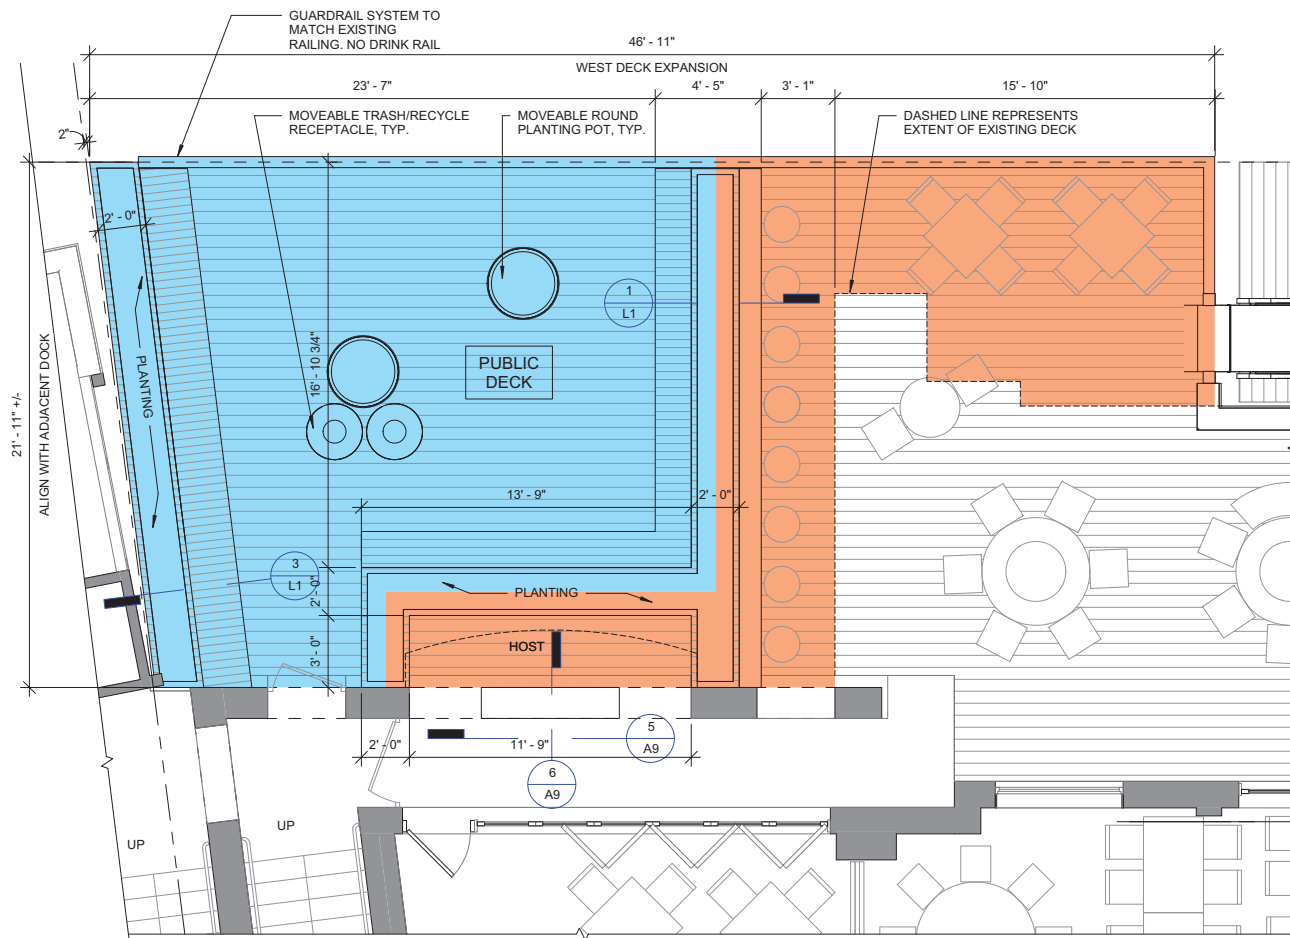 GUARDRAIL SYSTEM TO
MATCH EXISTING
RAILING. NO DRINK RAIL
46' - 11"
WEST DECK EXPANSION
23' - 7"
4' - 5"
3' - 1"
15' - 10"
MOVEABLE TRASH/RECYCLE
RECEPTACLE, TYP.
MOVEABLE ROUND
PLANTING POT, TYP.
DASHED LINE REPRESENTS
EXTENT OF EXISTING DECK
2"
2' - 0"
1
L1
PUBLIC
DECK
16' - 10 3/4"
PLANTING
21' - 11" +/-
ALIGN WITH ADJACENT DOCK
13' - 9"
2' - 0"
3
L1
2' - 0"
PLANTING
3' - 0"
HOST
2' - 0"
11' - 9"
5
A9
6
A9
UP
UP